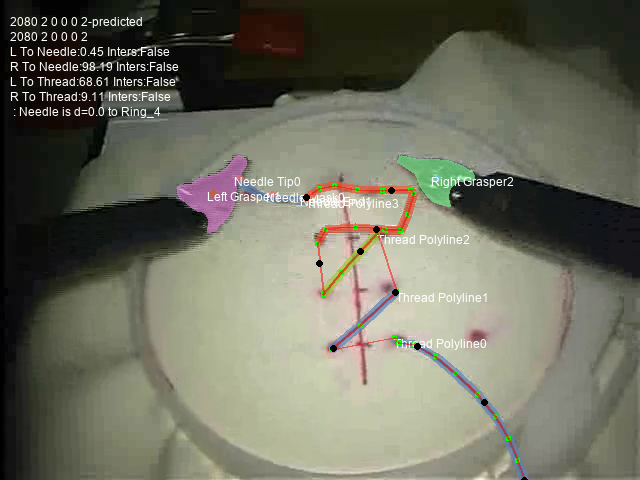 2080 2 0 0 0 2-predicted
2080 2 0 0 0 2
L To Needle:0.45 Inters:False
R To Needle:98.19 Inters:False
L To Thread:68.61 Inters:False
R To Thread:9.11 Inters:False
: Needle is d=0.0 to Ring_4
Needle Tip0
Right Grasper2
Left Grasper1
Thread Polyline3
Thread Polyline2
Thread Polyline1
Thread Polyline0